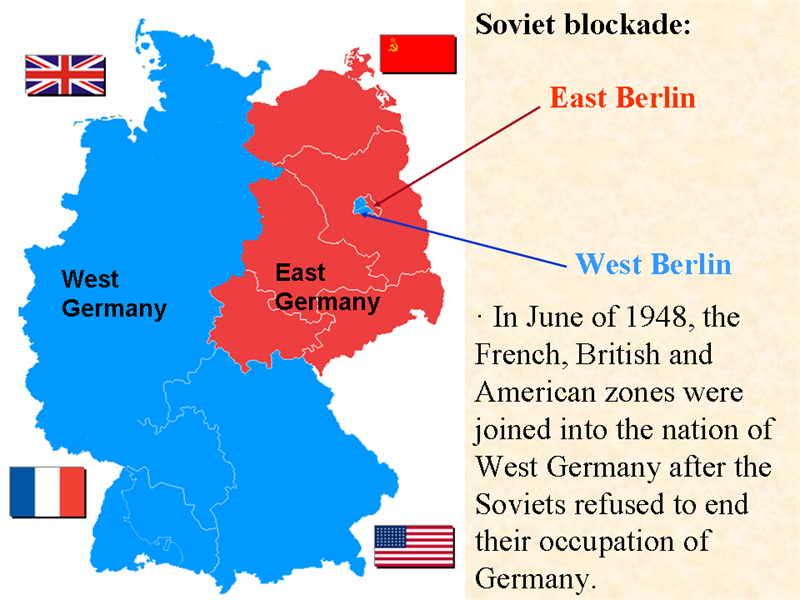 Soviet blockade:
East Berlin
West Berlin
West
Germany
East
Germany
· In June of 1948, the
French, British and
American zones were
joined into the nation of
West Germany after the
Soviets refused to end
their occupation of
Germany.